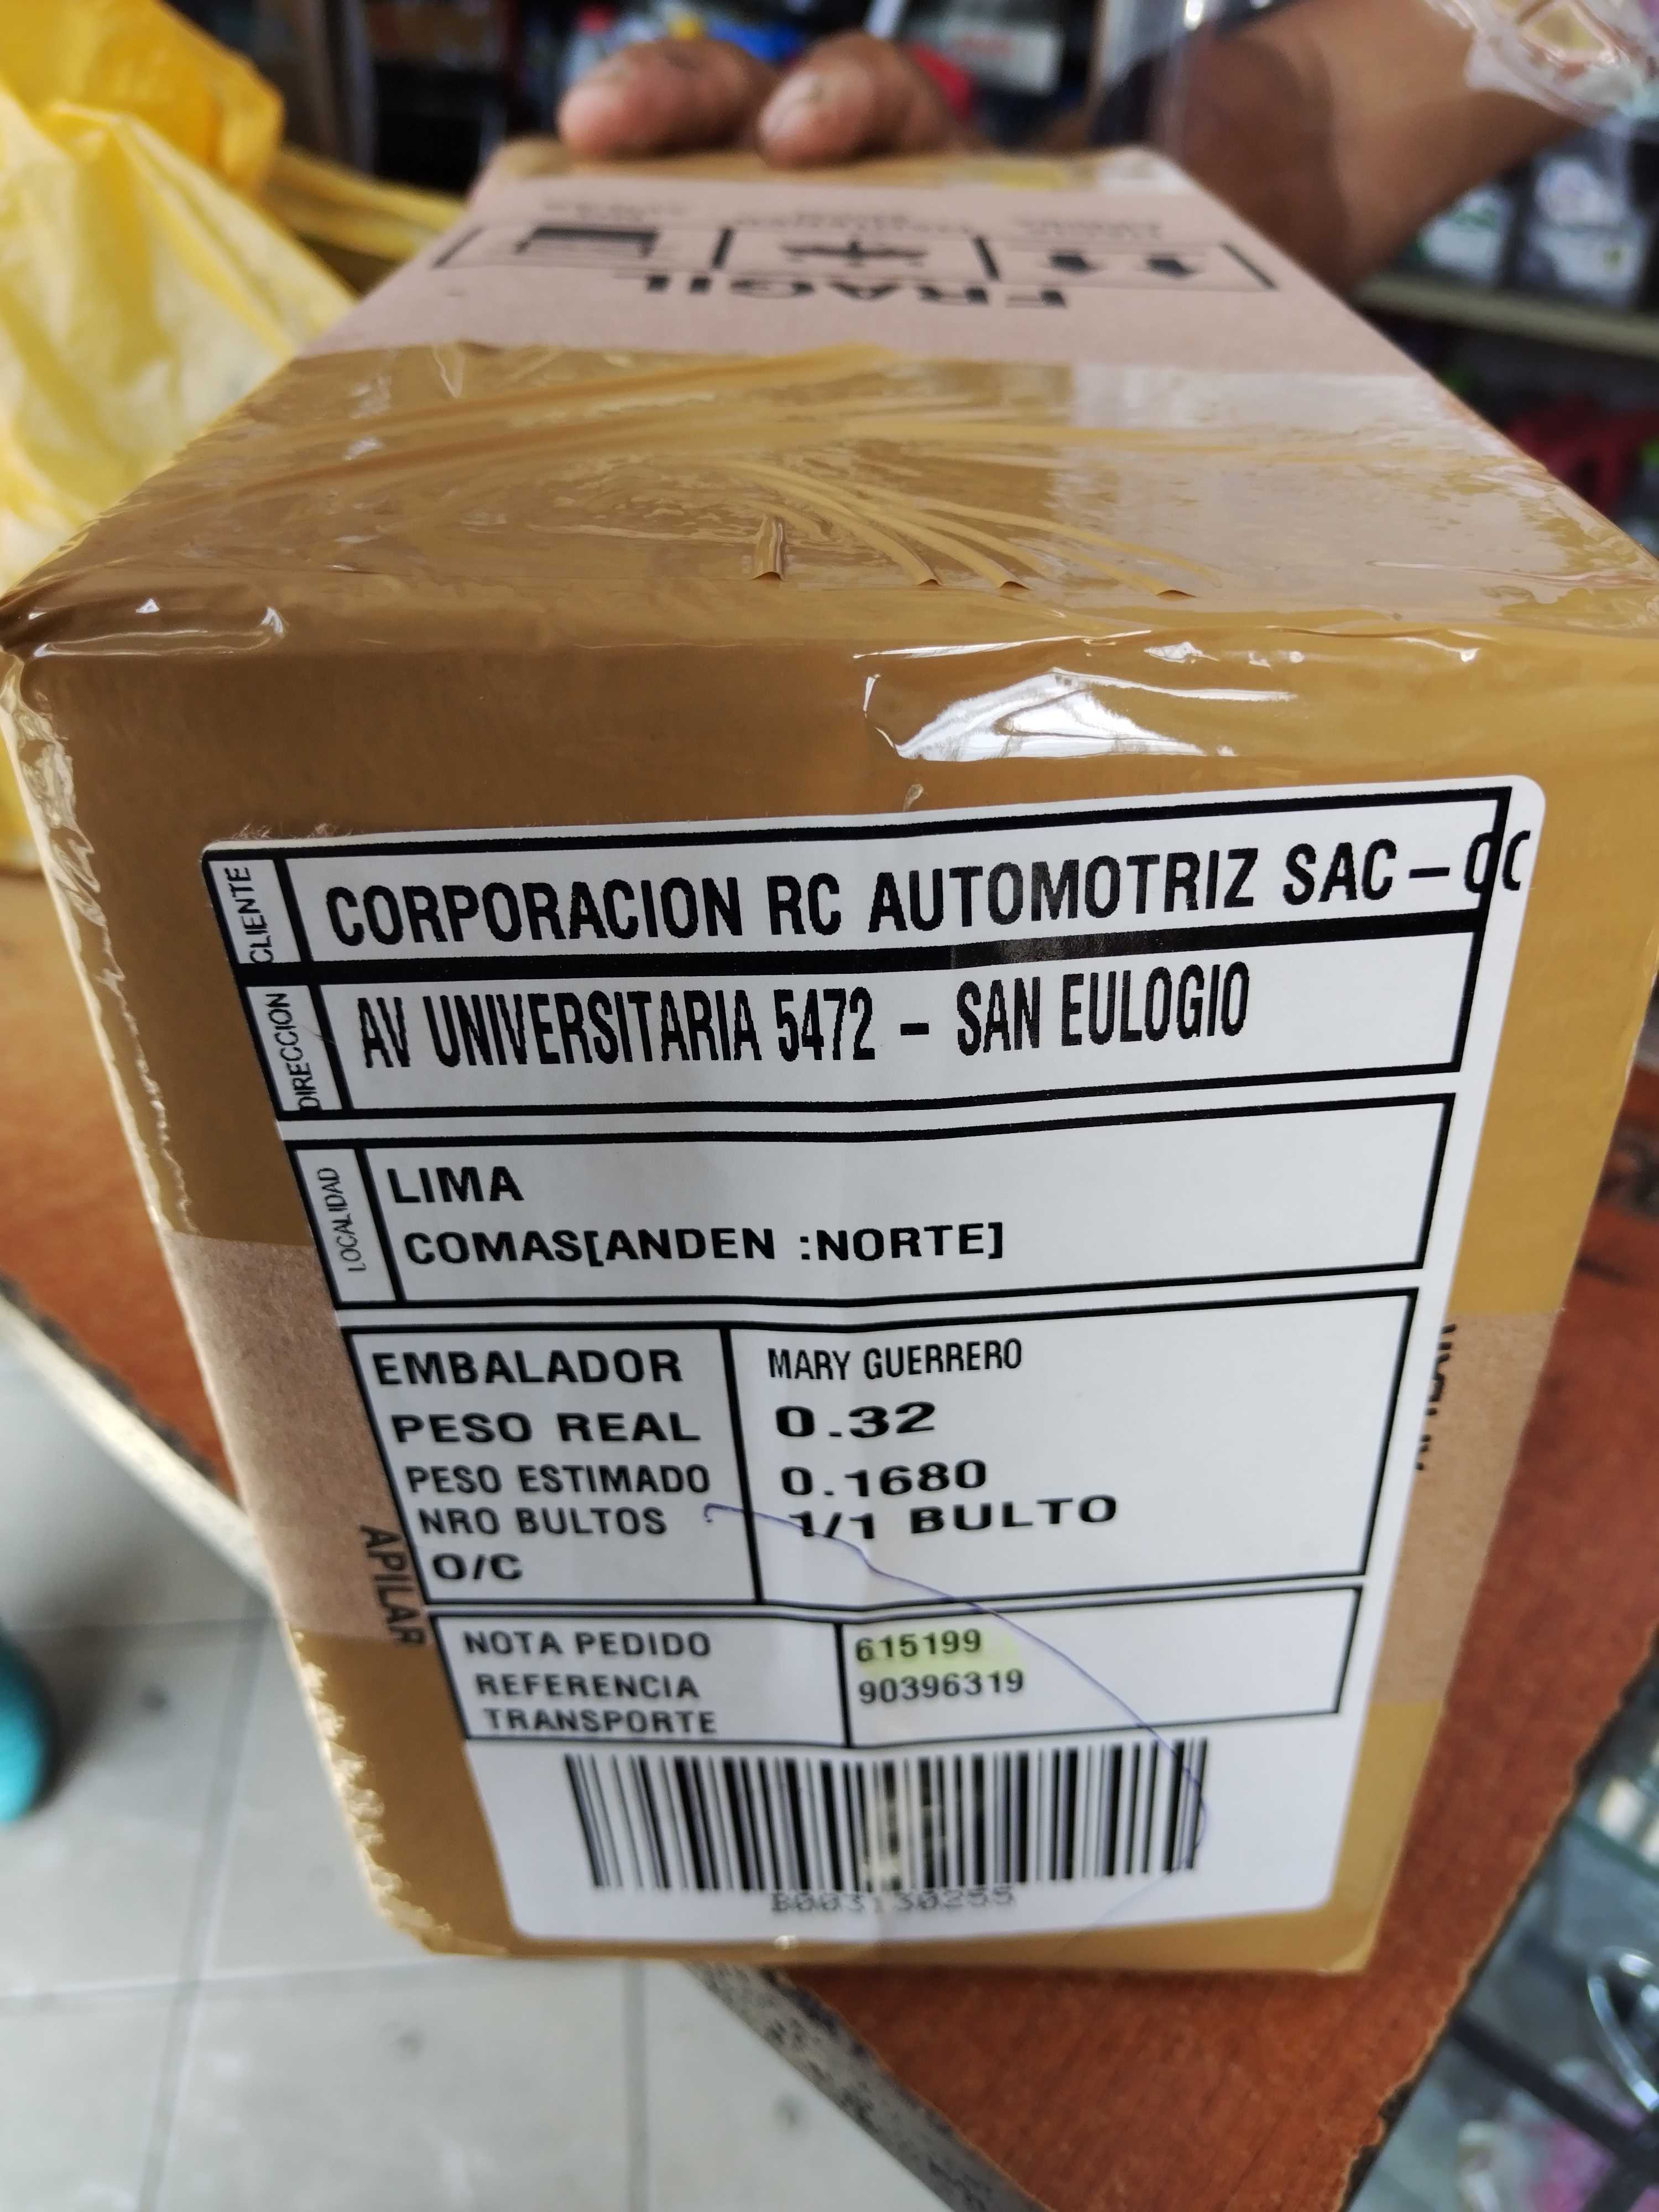 FRAGIL
CLIENTE
CORPORACION RC AUTOMOTRIZ SAC -
DIRECCION
AV UNIVERSITARIA 5472 - SAN EULOGIO
LOCALIDAD
LIMA
COMAS[ANDEN :NORTE]
EMBALADOR MARY GUERRERO
PESO REAL 0.32
PESO ESTIMADO 0.1680
NRO BULTOS 1/1 BULTO
O/C
NOTA PEDIDO 615199
REFERENCIA 90396319
TRANSPORTE
APILAR
APILAR